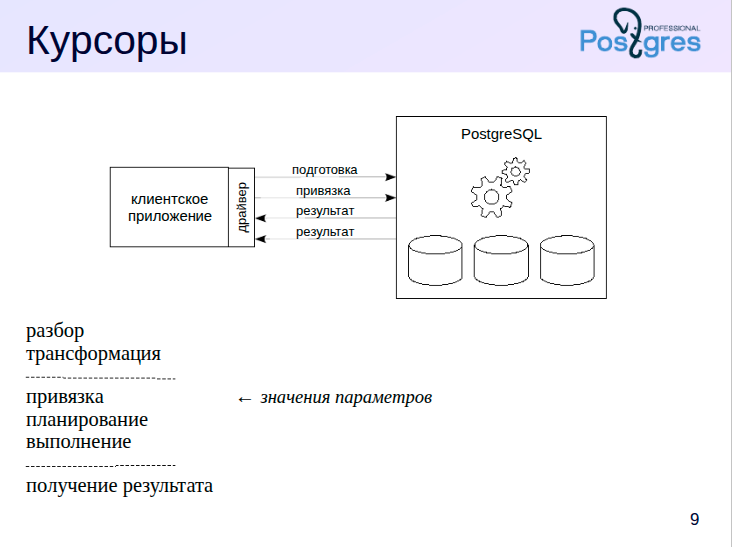 Курсоры
PROFESSIONAL
Postgres
PostgreSQL
клиентское
приложение
драйвер
подготовка
привязка
результат
результат
разбор
трансформация
привязка
← значения параметров
планирование
выполнение
получение результата
9